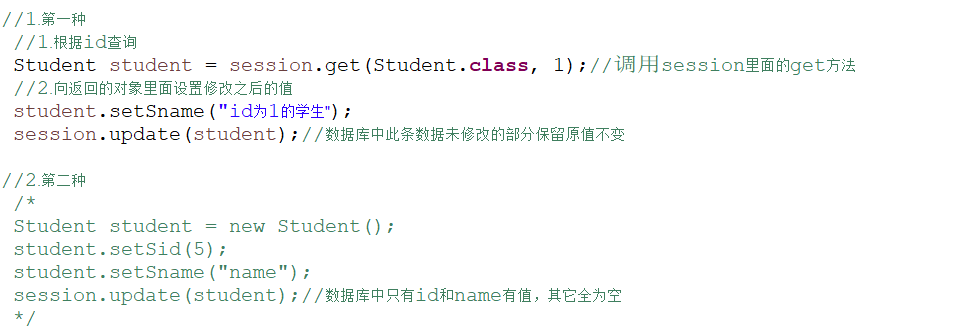 //1.第一种
//1.根据id查询
Student student = session.get(Student.class, 1);//调用session里面的get方法
//2.向返回的对象里面设置修改之后的值
student.setSname("id为1的学生");
session.update(student);//数据库中此条数据未修改的部分保留原值不变
//2.第二种
/*
Student student = new Student();
student.setSid(5);
student.setSname("name");
session.update(student);//数据库中只有id和name有值，其它全为空
*/